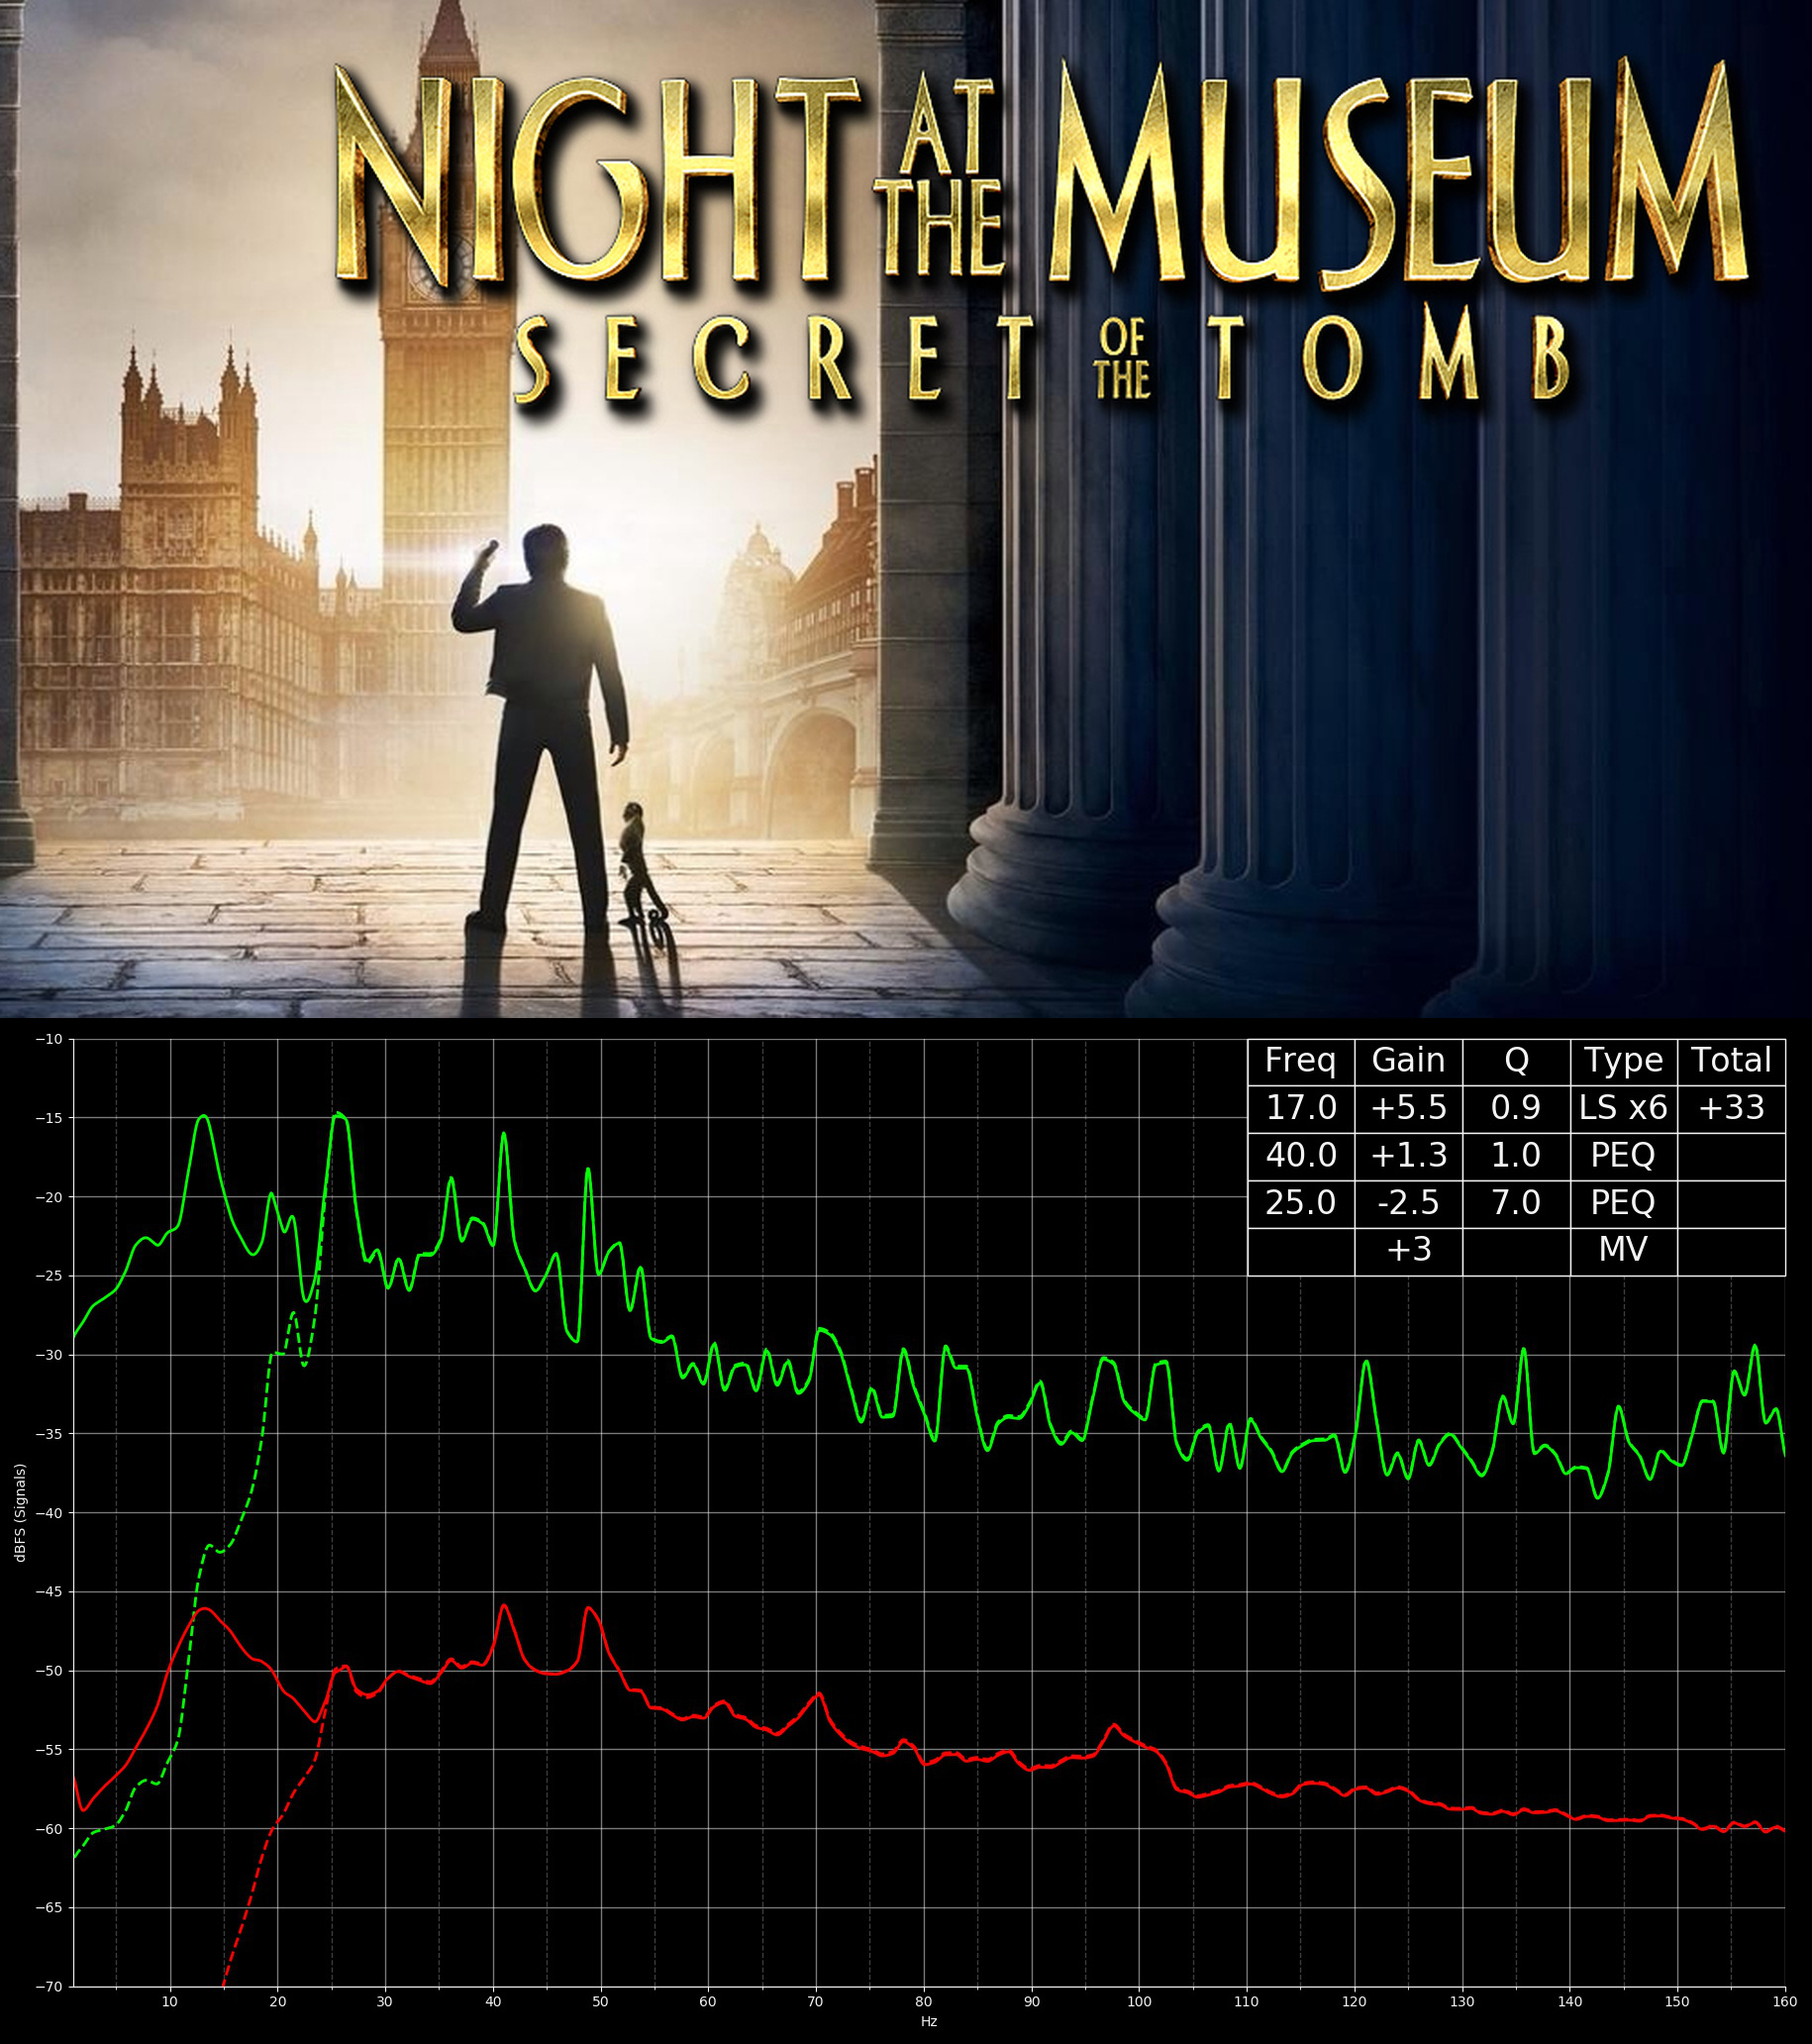 NIGHT AT THE MUSEUM
SECRET OF THE TOMB
Freq Gain Q Type Total
17.0 +5.5 0.9 LS x6 +33
40.0 +1.3 1.0 PEQ
25.0 -2.5 7.0 PEQ
+3 MV
−10
−15
−20
−25
−30
−35
−40
−45
−50
−55
−60
−65
−70
dBFS (Signals)
10 20 30 40 50 60 70 80 90 100 110 120 130 140 150 160
Hz